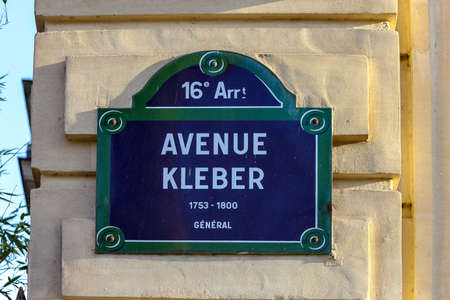 16e Arrt
AVENUE
KLEBER
1753 - 1800
GÉNÉRAL